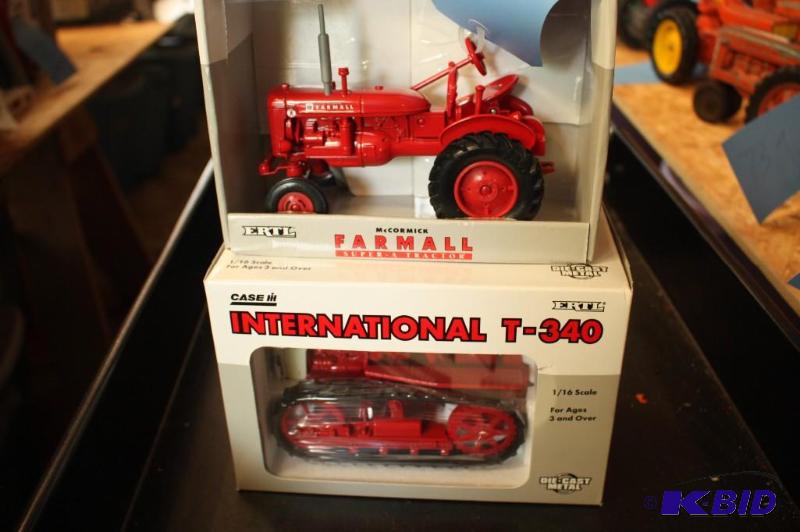 FARMALL
ERTL
McCORMICK
FARMALL
SUPER-A TRACTOR
1/16 Scale
For Ages 3 and Over
DIE-CAST
METAL
CASE IH
ERTL
INTERNATIONAL T-340
1/16 Scale
For Ages
3 and Over
DIE-CAST
METAL
© K-BID